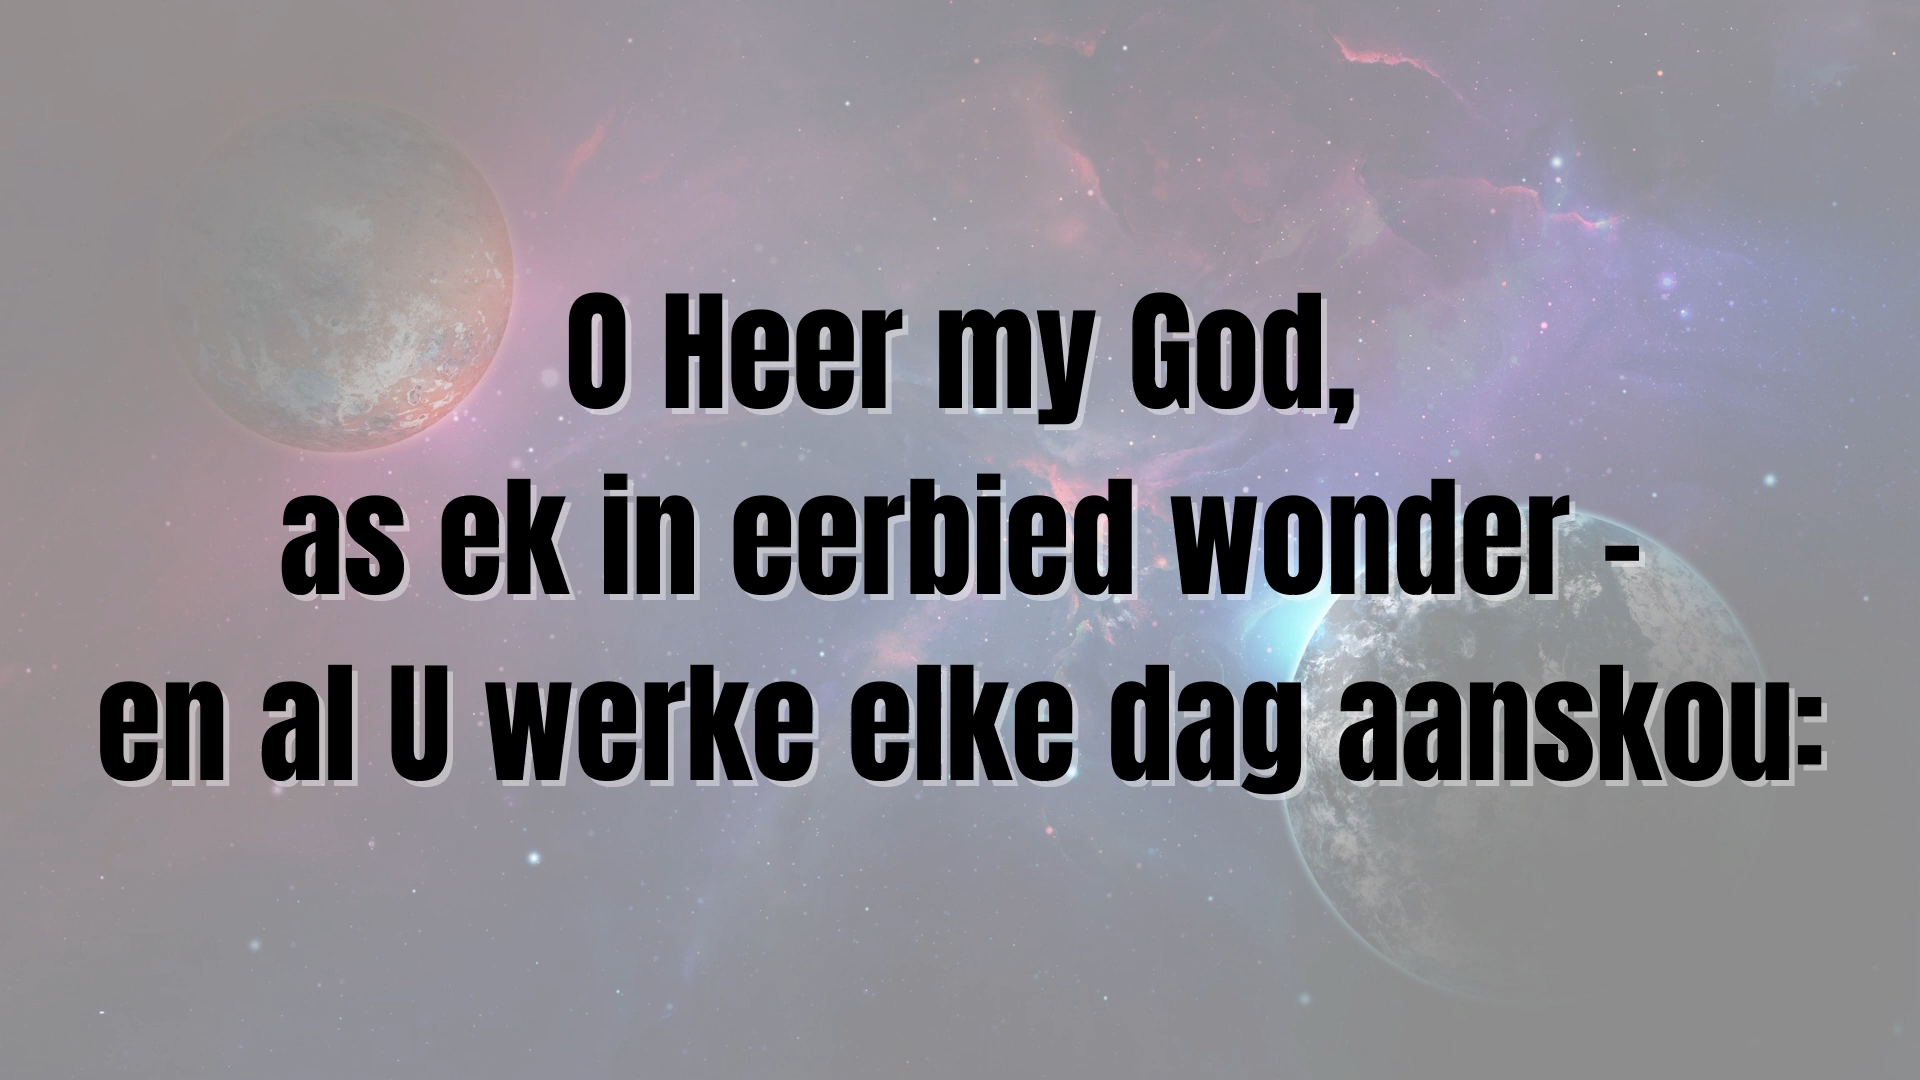 O Heer my God,
as ek in eerbied wonder -
en al U werke elke dag aanskou: